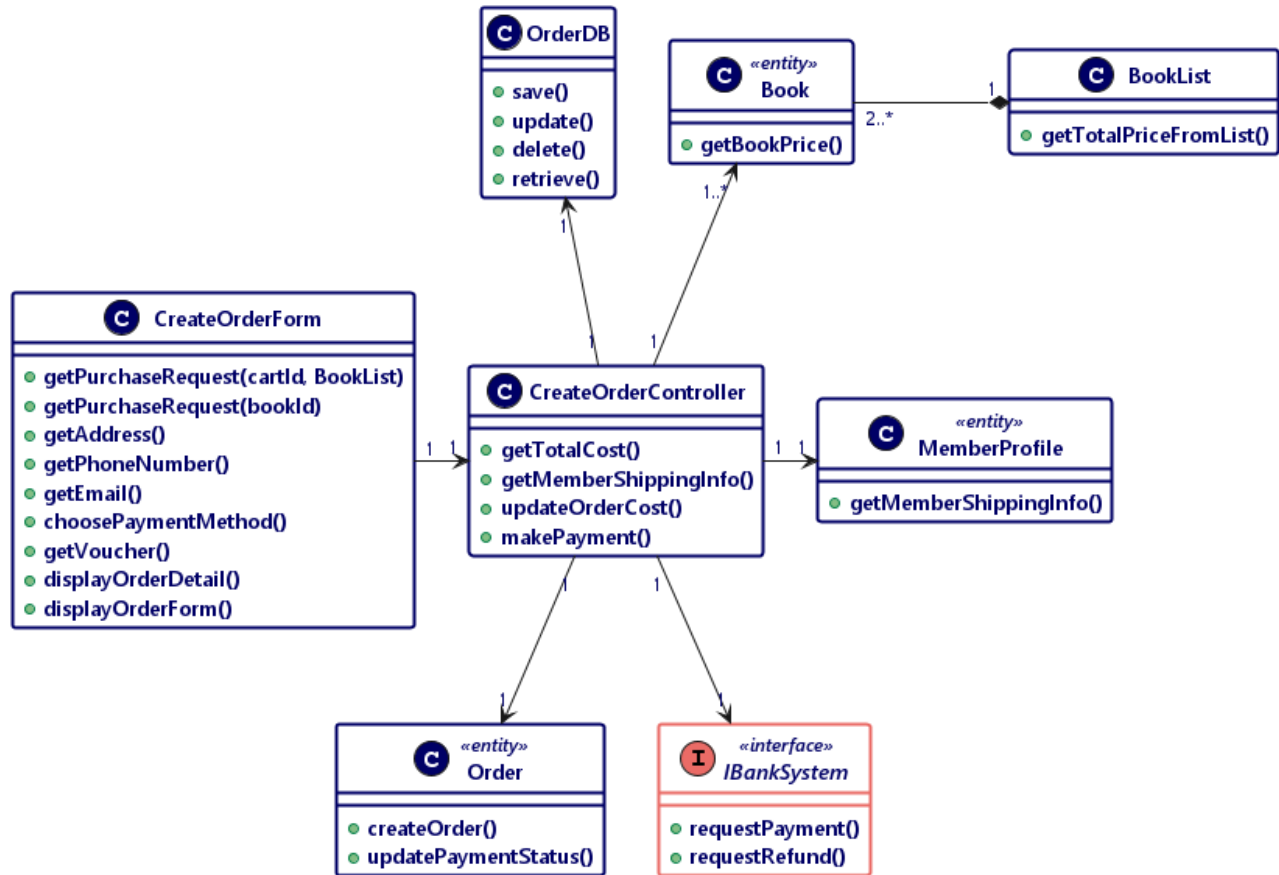 C OrderDB
save()
update()
delete()
retrieve()
C «entity»
Book
getBookPrice()
C BookList
getTotalPriceFromList()
1
2..*
1
1..*
1
1
C CreateOrderForm
getPurchaseRequest(cartId, BookList)
getPurchaseRequest(bookId)
getAddress()
getPhoneNumber()
getEmail()
choosePaymentMethod()
getVoucher()
displayOrderDetail()
displayOrderForm()
1 1
C CreateOrderController
getTotalCost()
getMemberShippingInfo()
updateOrderCost()
makePayment()
1 1
C «entity»
MemberProfile
getMemberShippingInfo()
1
1
1
1
C «entity»
Order
createOrder()
updatePaymentStatus()
I «interface»
IBankSystem
requestPayment()
requestRefund()